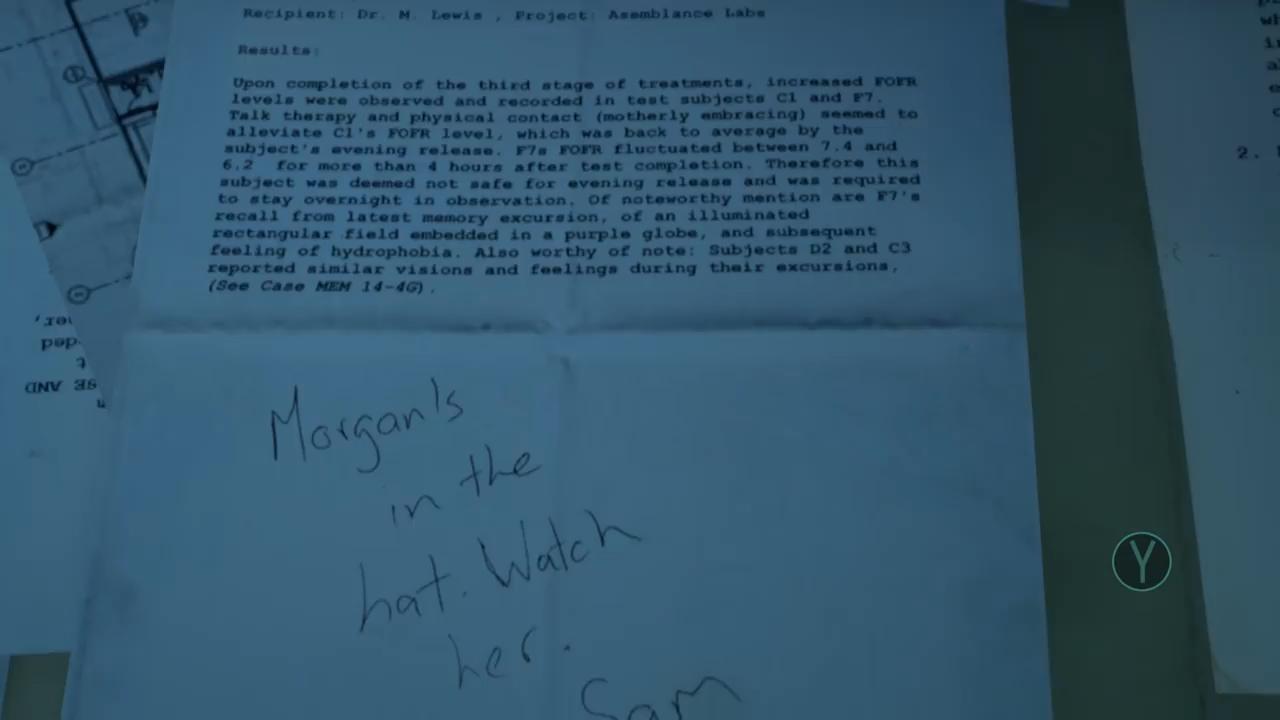 Recipient: Dr. M. Lewis , Project: Asemblance Labs
Results:
Upon completion of the third stage of treatments, increased FOFR
levels were observed and recorded in test subjects C1 and F7.
Talk therapy and physical contact (motherly embracing) seemed to
alleviate C1's FOFR level, which was back to average by the
subject's evening release. F7s FOFR fluctuated between 7.4 and
6.2 for more than 4 hours after test completion. Therefore this
subject was deemed not safe for evening release and was required
to stay overnight in observation. Of noteworthy mention are F7's
recall from latest memory excursion, of an illuminated
rectangular field embedded in a purple globe, and subsequent
feeling of hydrophobia. Also worthy of note: Subjects D2 and C3
reported similar visions and feelings during their excursions,
(See Case MEM 14-4G).
Morgan's
in the
hat. Watch
her.
Sam
SE AND
2.
Y